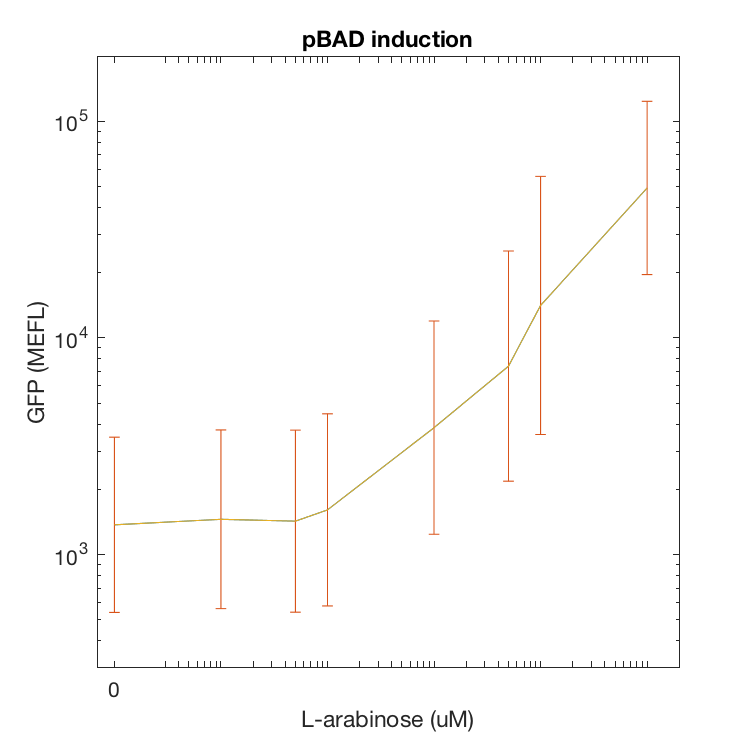 pBAD induction
GFP (MEFL)
10^5
10^4
10^3
0
L-arabinose (uM)